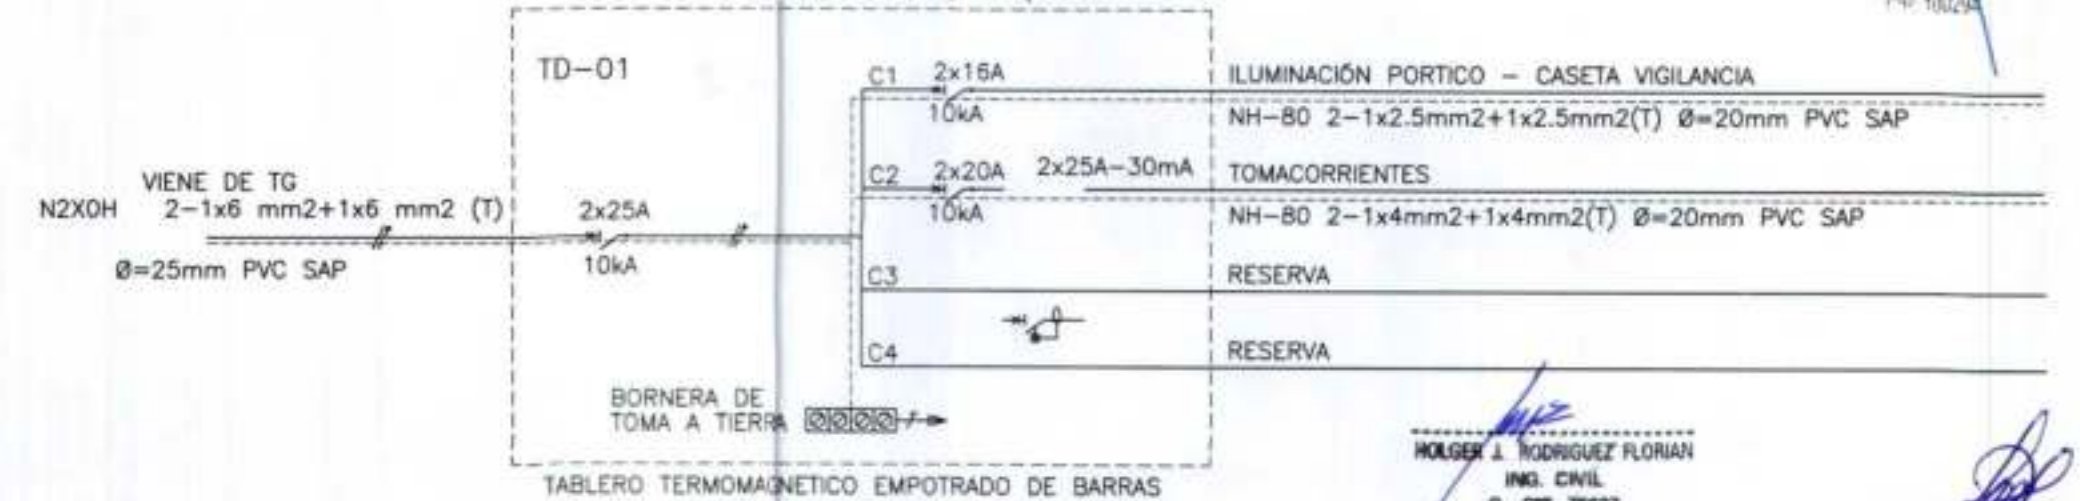 TD-01
C1 2x16A
10kA
ILUMINACIÓN PORTICO - CASETA VIGILANCIA
NH-80 2-1x2.5mm2+1x2.5mm2(T) Ø=20mm PVC SAP
C2 2x20A 2x25A-30mA
10kA
TOMACORRIENTES
NH-80 2-1x4mm2+1x4mm2(T) Ø=20mm PVC SAP
VIENE DE TG
N2XOH 2-1x6 mm2+1x6 mm2 (T)
Ø=25mm PVC SAP
2x25A
10kA
C3 RESERVA
C4 RESERVA
BORNERA DE
TOMA A TIERRA
TABLERO TERMOMAGNETICO EMPOTRADO DE BARRAS
HOLGER J. RODRIGUEZ FLORIAN
ING. CIVIL